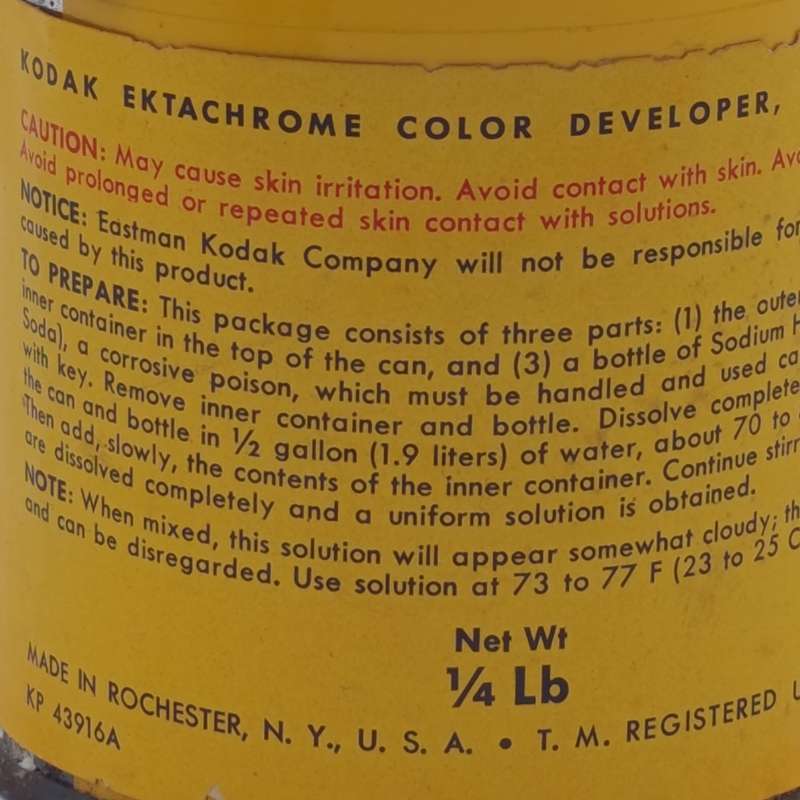 KODAK EKTACHROME COLOR DEVELOPER,
CAUTION: May cause skin irritation. Avoid contact with skin.
Avoid prolonged or repeated skin contact with solutions.
NOTICE: Eastman Kodak Company will not be responsible for
caused by this product.
TO PREPARE: This package consists of three parts: (1) the
inner container in the top of the can, and (3) a bottle of Sodium
Soda), a corrosive poison, which must be handled and used
with key. Remove inner container and bottle. Dissolve
the can and bottle in ½ gallon (1.9 liters) of water, about 70 to
Then add, slowly, the contents of the inner container. Continue
are dissolved completely and a uniform solution is obtained.
NOTE: When mixed, this solution will appear somewhat cloudy;
and can be disregarded. Use solution at 73 to 77 F (23 to 25
Net Wt
¼ Lb
MADE IN ROCHESTER, N. Y., U. S. A. • T. M. REGISTERED
KP 43916A